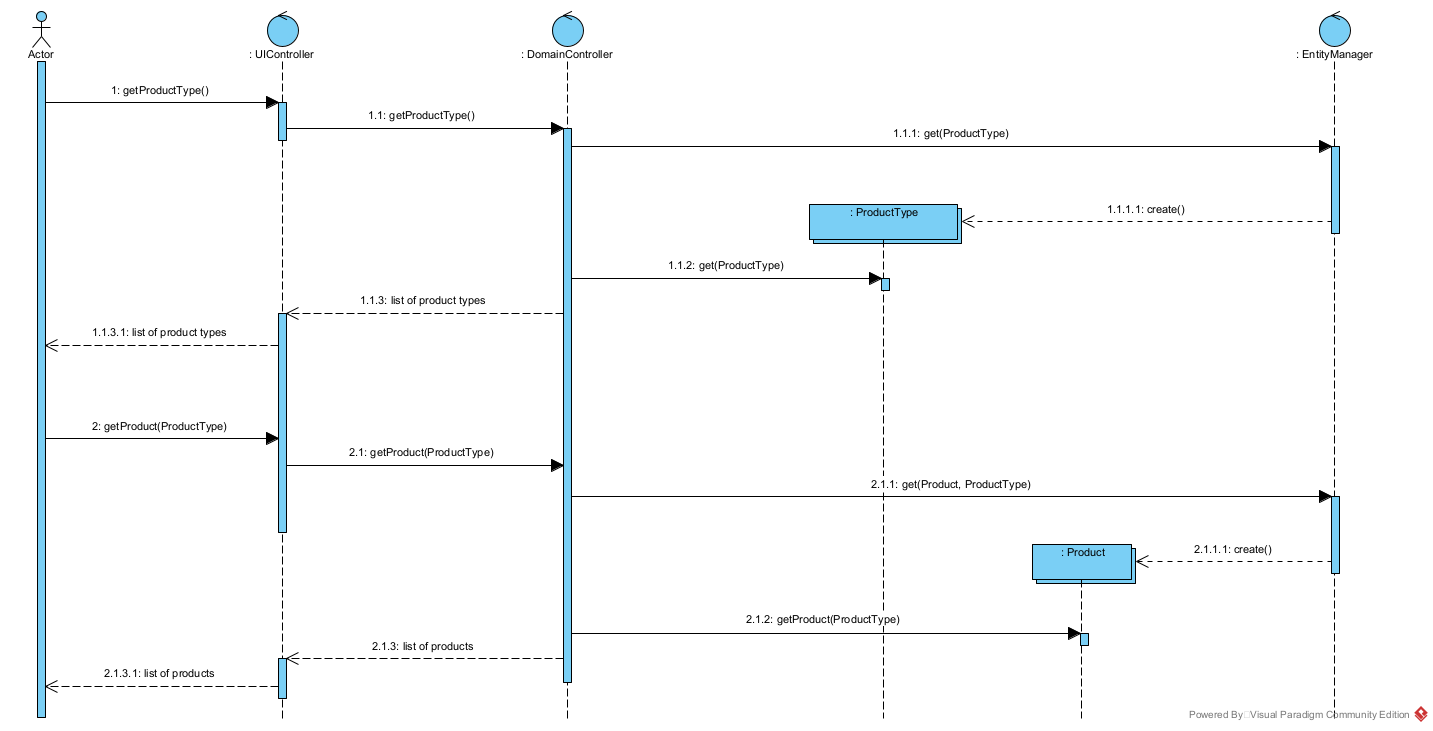 Actor
: UIController
: DomainController
: EntityManager
1: getProductType()
1.1: getProductType()
1.1.1: get(ProductType)
: ProductType
1.1.1.1: create()
1.1.2: get(ProductType)
1.1.3: list of product types
1.1.3.1: list of product types
2: getProduct(ProductType)
2.1: getProduct(ProductType)
2.1.1: get(Product, ProductType)
: Product
2.1.1.1: create()
2.1.2: getProduct(ProductType)
2.1.3: list of products
2.1.3.1: list of products
Powered By Visual Paradigm Community Edition